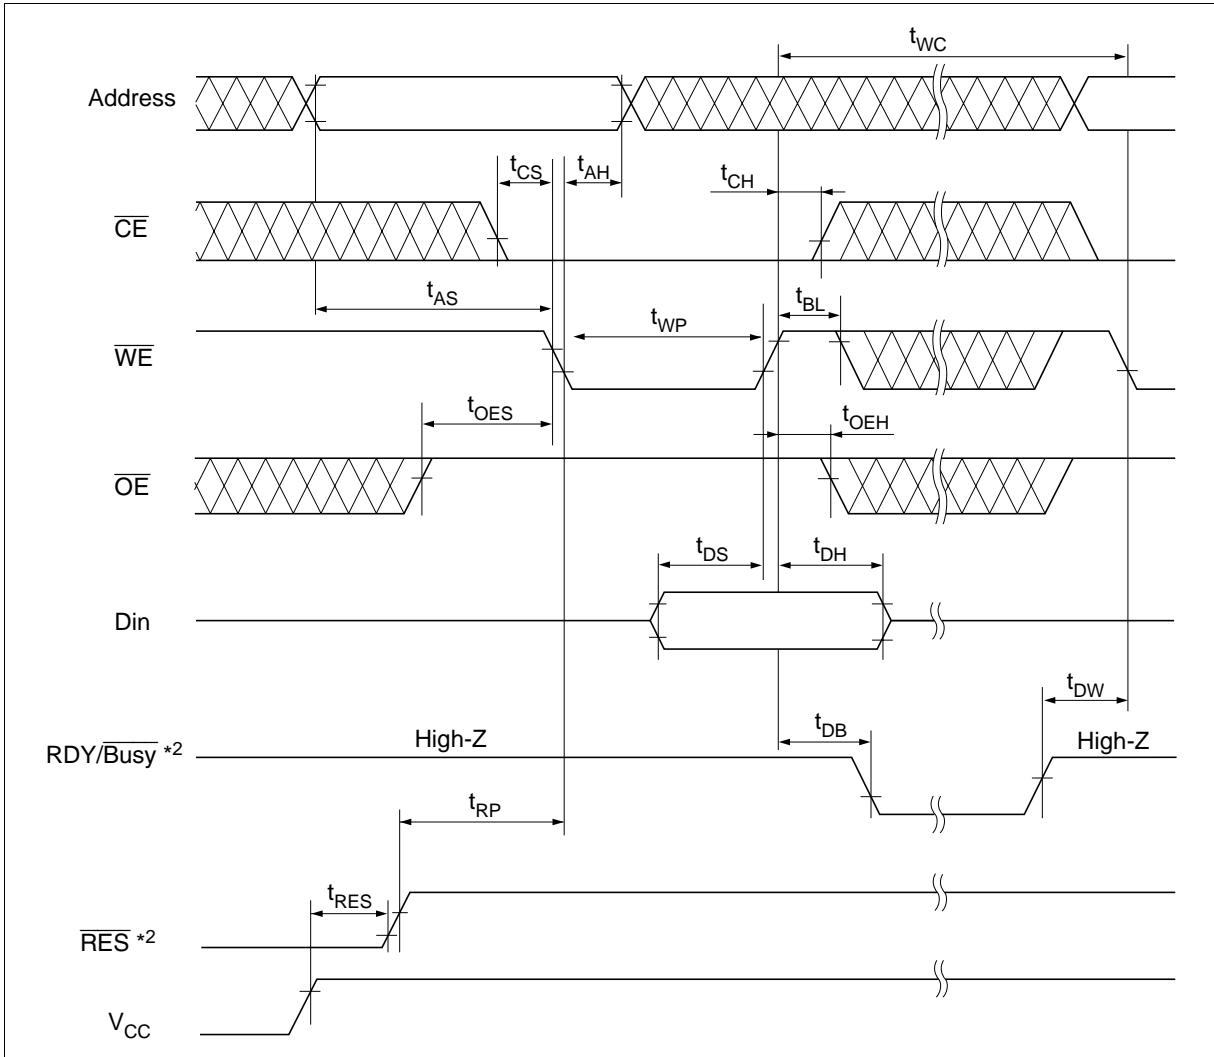 tWC
Address
tCS
tAH
tCH
CE
tAS
tBL
tWP
WE
tOES
tOEH
OE
tDS
tDH
Din
tDW
tDB
RDY/Busy *2
High-Z
High-Z
tRP
tRES
RES *2
VCC